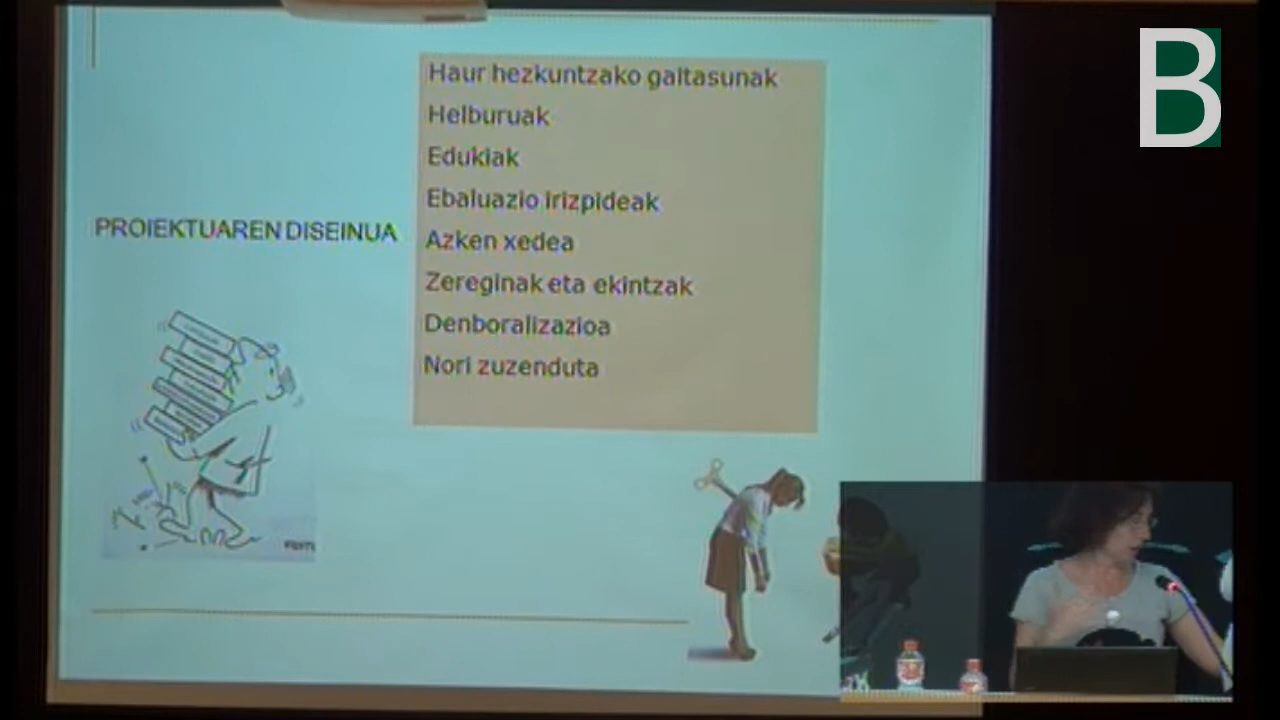 B
Haur hezkuntzako gaitasunak
Helburuak
Edukiak
Ebaluazio irizpideak
PROIEKTUAREN DISEINUA
Azken xedea
Zereginak eta ekintzak
Denboralizazioa
Nori zuzenduta